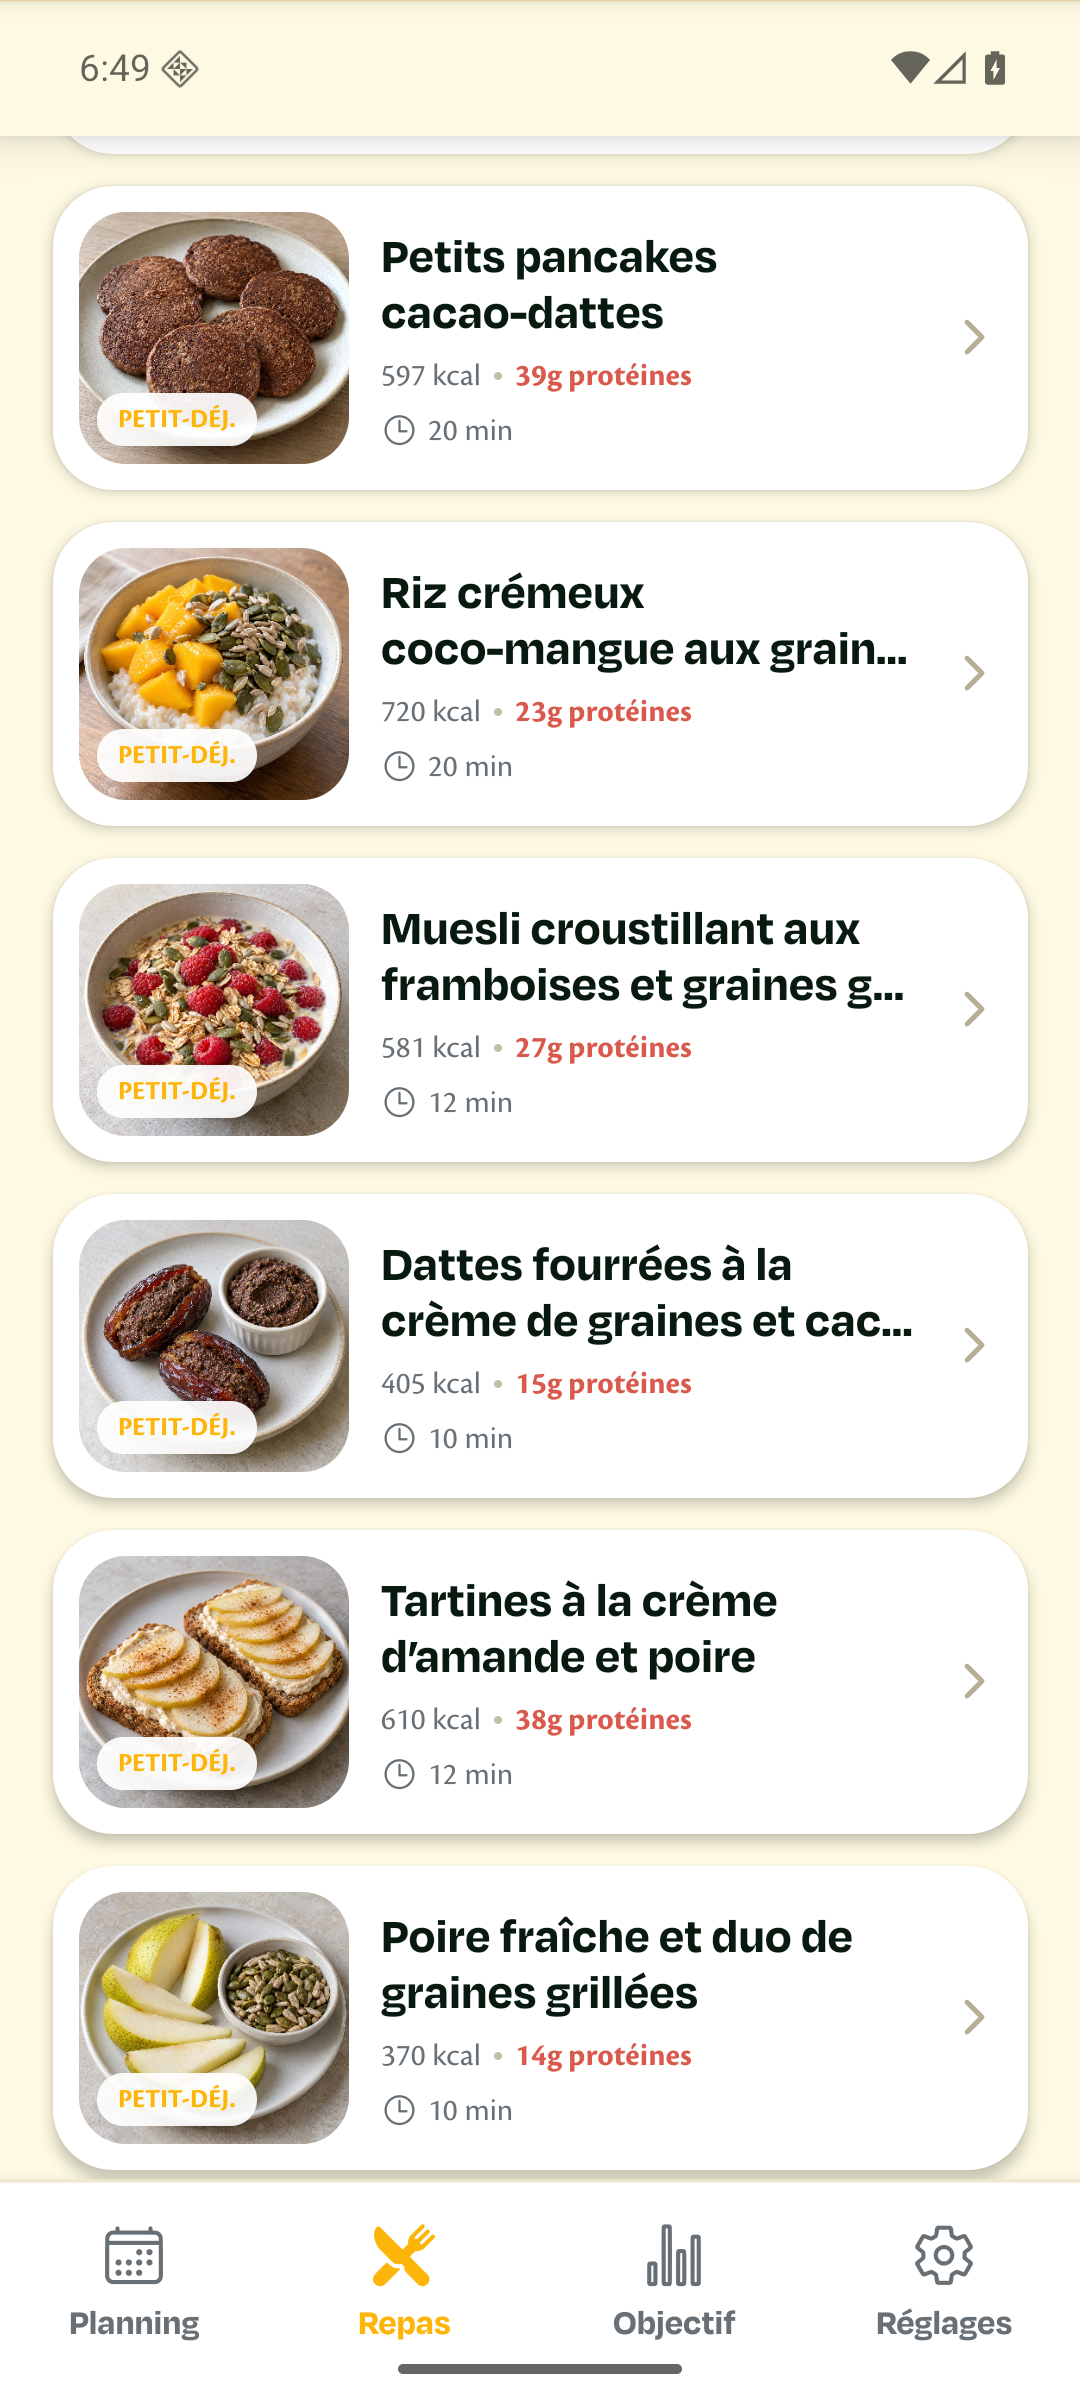 6:49
Petits pancakes
cacao-dattes
597 kcal • 39g protéines
20 min
PETIT-DÉJ.
Riz crémeux
coco-mangue aux grain...
720 kcal • 23g protéines
20 min
PETIT-DÉJ.
Muesli croustillant aux
framboises et graines g...
581 kcal • 27g protéines
12 min
PETIT-DÉJ.
Dattes fourrées à la
crème de graines et cac...
405 kcal • 15g protéines
10 min
PETIT-DÉJ.
Tartines à la crème
d’amande et poire
610 kcal • 38g protéines
12 min
PETIT-DÉJ.
Poire fraîche et duo de
graines grillées
370 kcal • 14g protéines
10 min
PETIT-DÉJ.
Planning
Repas
Objectif
Réglages